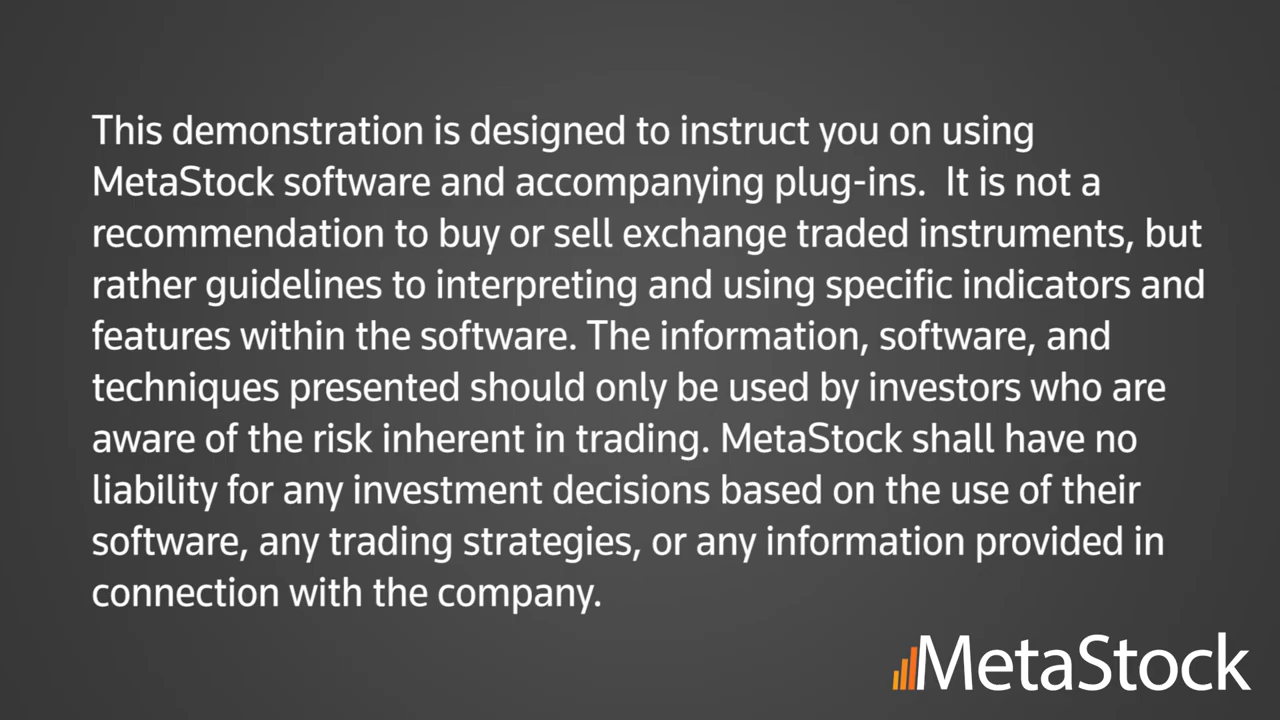 This demonstration is designed to instruct you on using
MetaStock software and accompanying plug-ins.  It is not a
recommendation to buy or sell exchange traded instruments, but
rather guidelines to interpreting and using specific indicators and
features within the software. The information, software, and
techniques presented should only be used by investors who are
aware of the risk inherent in trading. MetaStock shall have no
liability for any investment decisions based on the use of their
software, any trading strategies, or any information provided in
connection with the company.
MetaStock